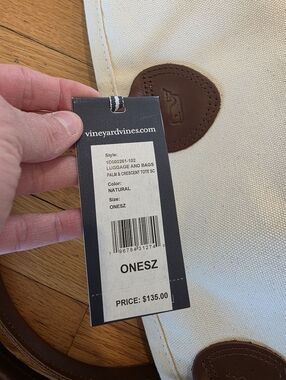 vineyardvines.com
Style:
1D000261-102
LUGGAGE AND BAGS
PALM & CRESCENT TOTE SC
Color:
NATURAL
Size:
ONESZ
ONESZ
PRICE: $135.00